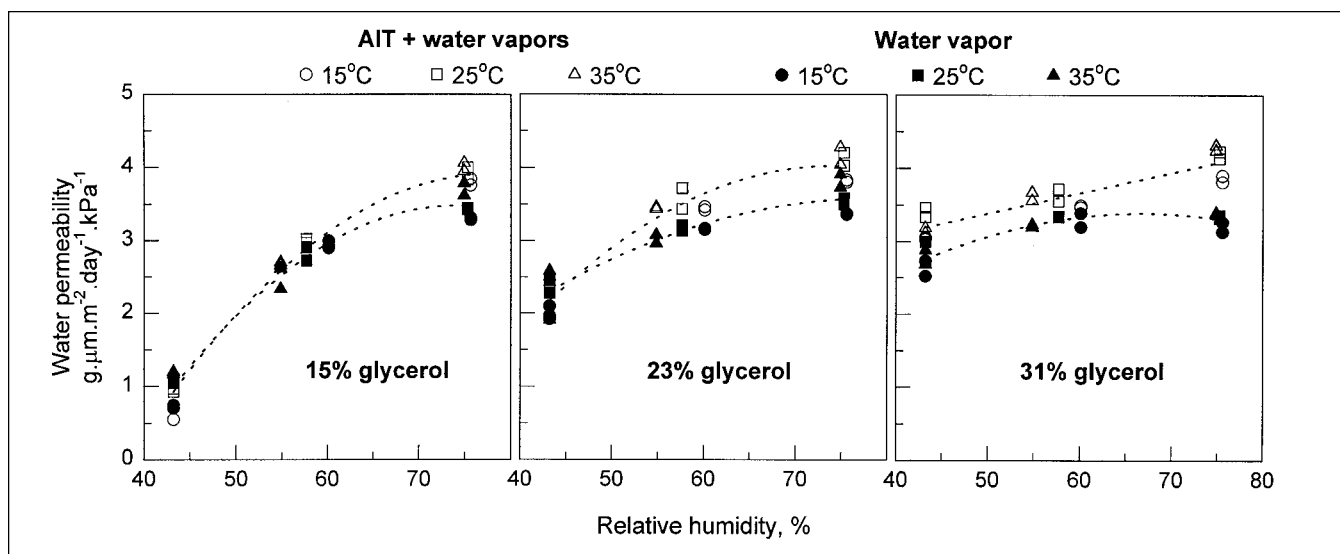 AIT + water vapors Water vapor
15°C 25°C 35°C 15°C 25°C 35°C
Water permeability
g.μm.m⁻².day⁻¹.kPa⁻¹
5
4
3
2
1
0
15% glycerol 23% glycerol 31% glycerol
40 50 60 70 40 50 60 70 40 50 60 70 80
Relative humidity, %